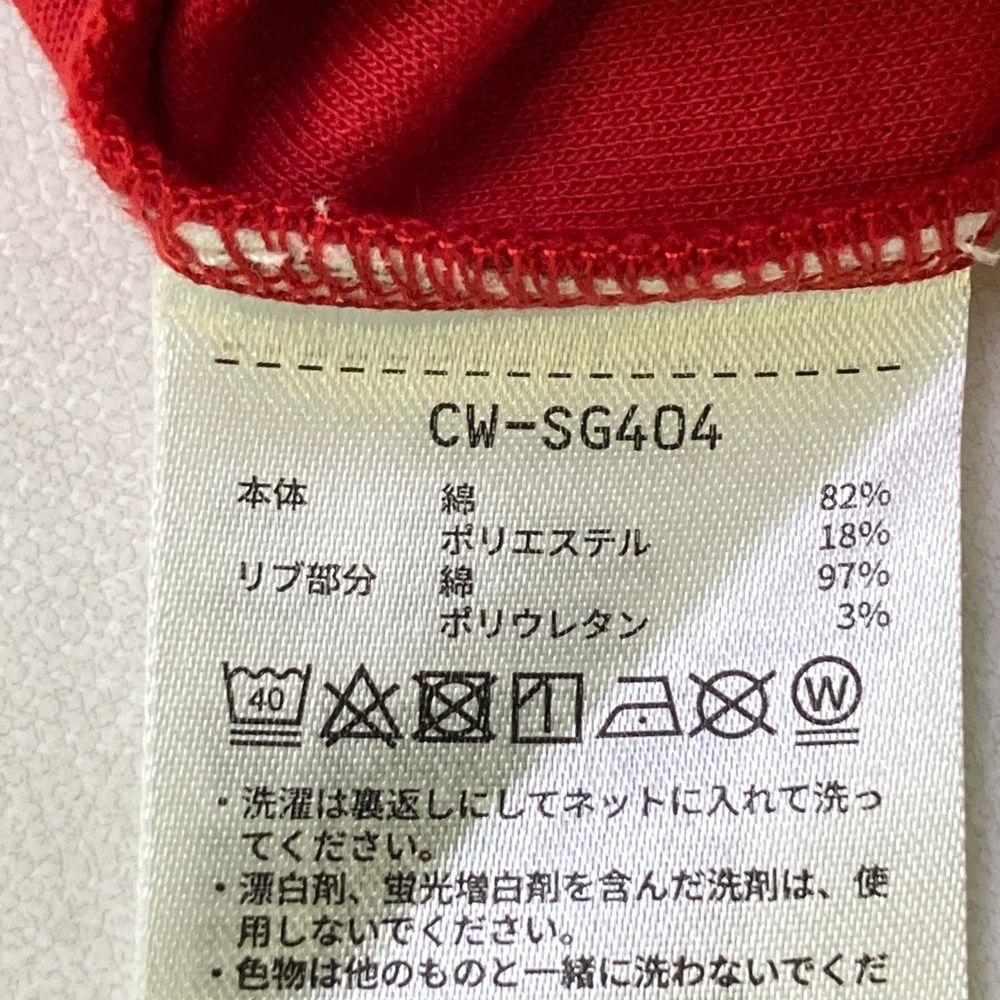 CW-SG404
本体 綿 82%
ポリエステル 18%
リブ部分 綿 97%
ポリウレタン 3%
40 W
・洗濯は裏返しにしてネットに入れて洗っ
てください。
・漂白剤、蛍光増白剤を含んだ洗剤は、使
用しないでください。
・色物は他のものと一緒に洗わないでくだ